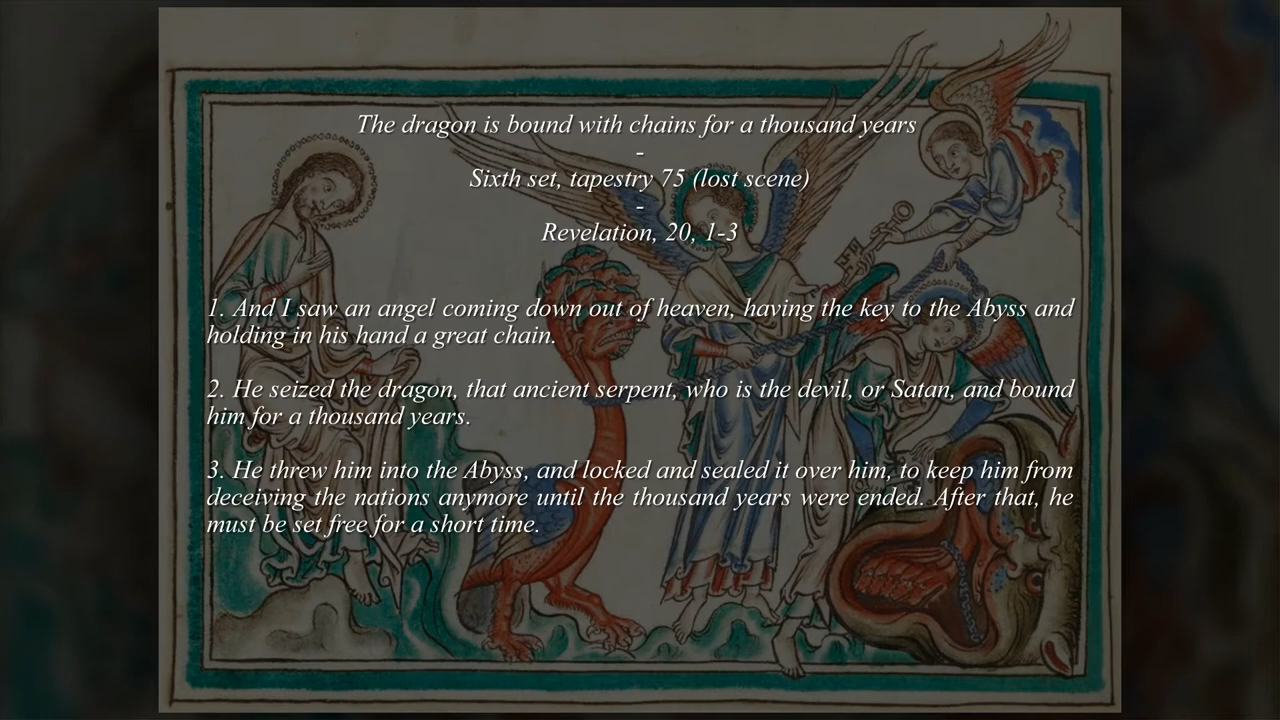 The dragon is bound with chains for a thousand years
-
Sixth set, tapestry 75 (lost scene)
-
Revelation, 20, 1-3
1. And I saw an angel coming down out of heaven, having the key to the Abyss and
holding in his hand a great chain.
2. He seized the dragon, that ancient serpent, who is the devil, or Satan, and bound
him for a thousand years.
3. He threw him into the Abyss, and locked and sealed it over him, to keep him from
deceiving the nations anymore until the thousand years were ended. After that, he
must be set free for a short time.